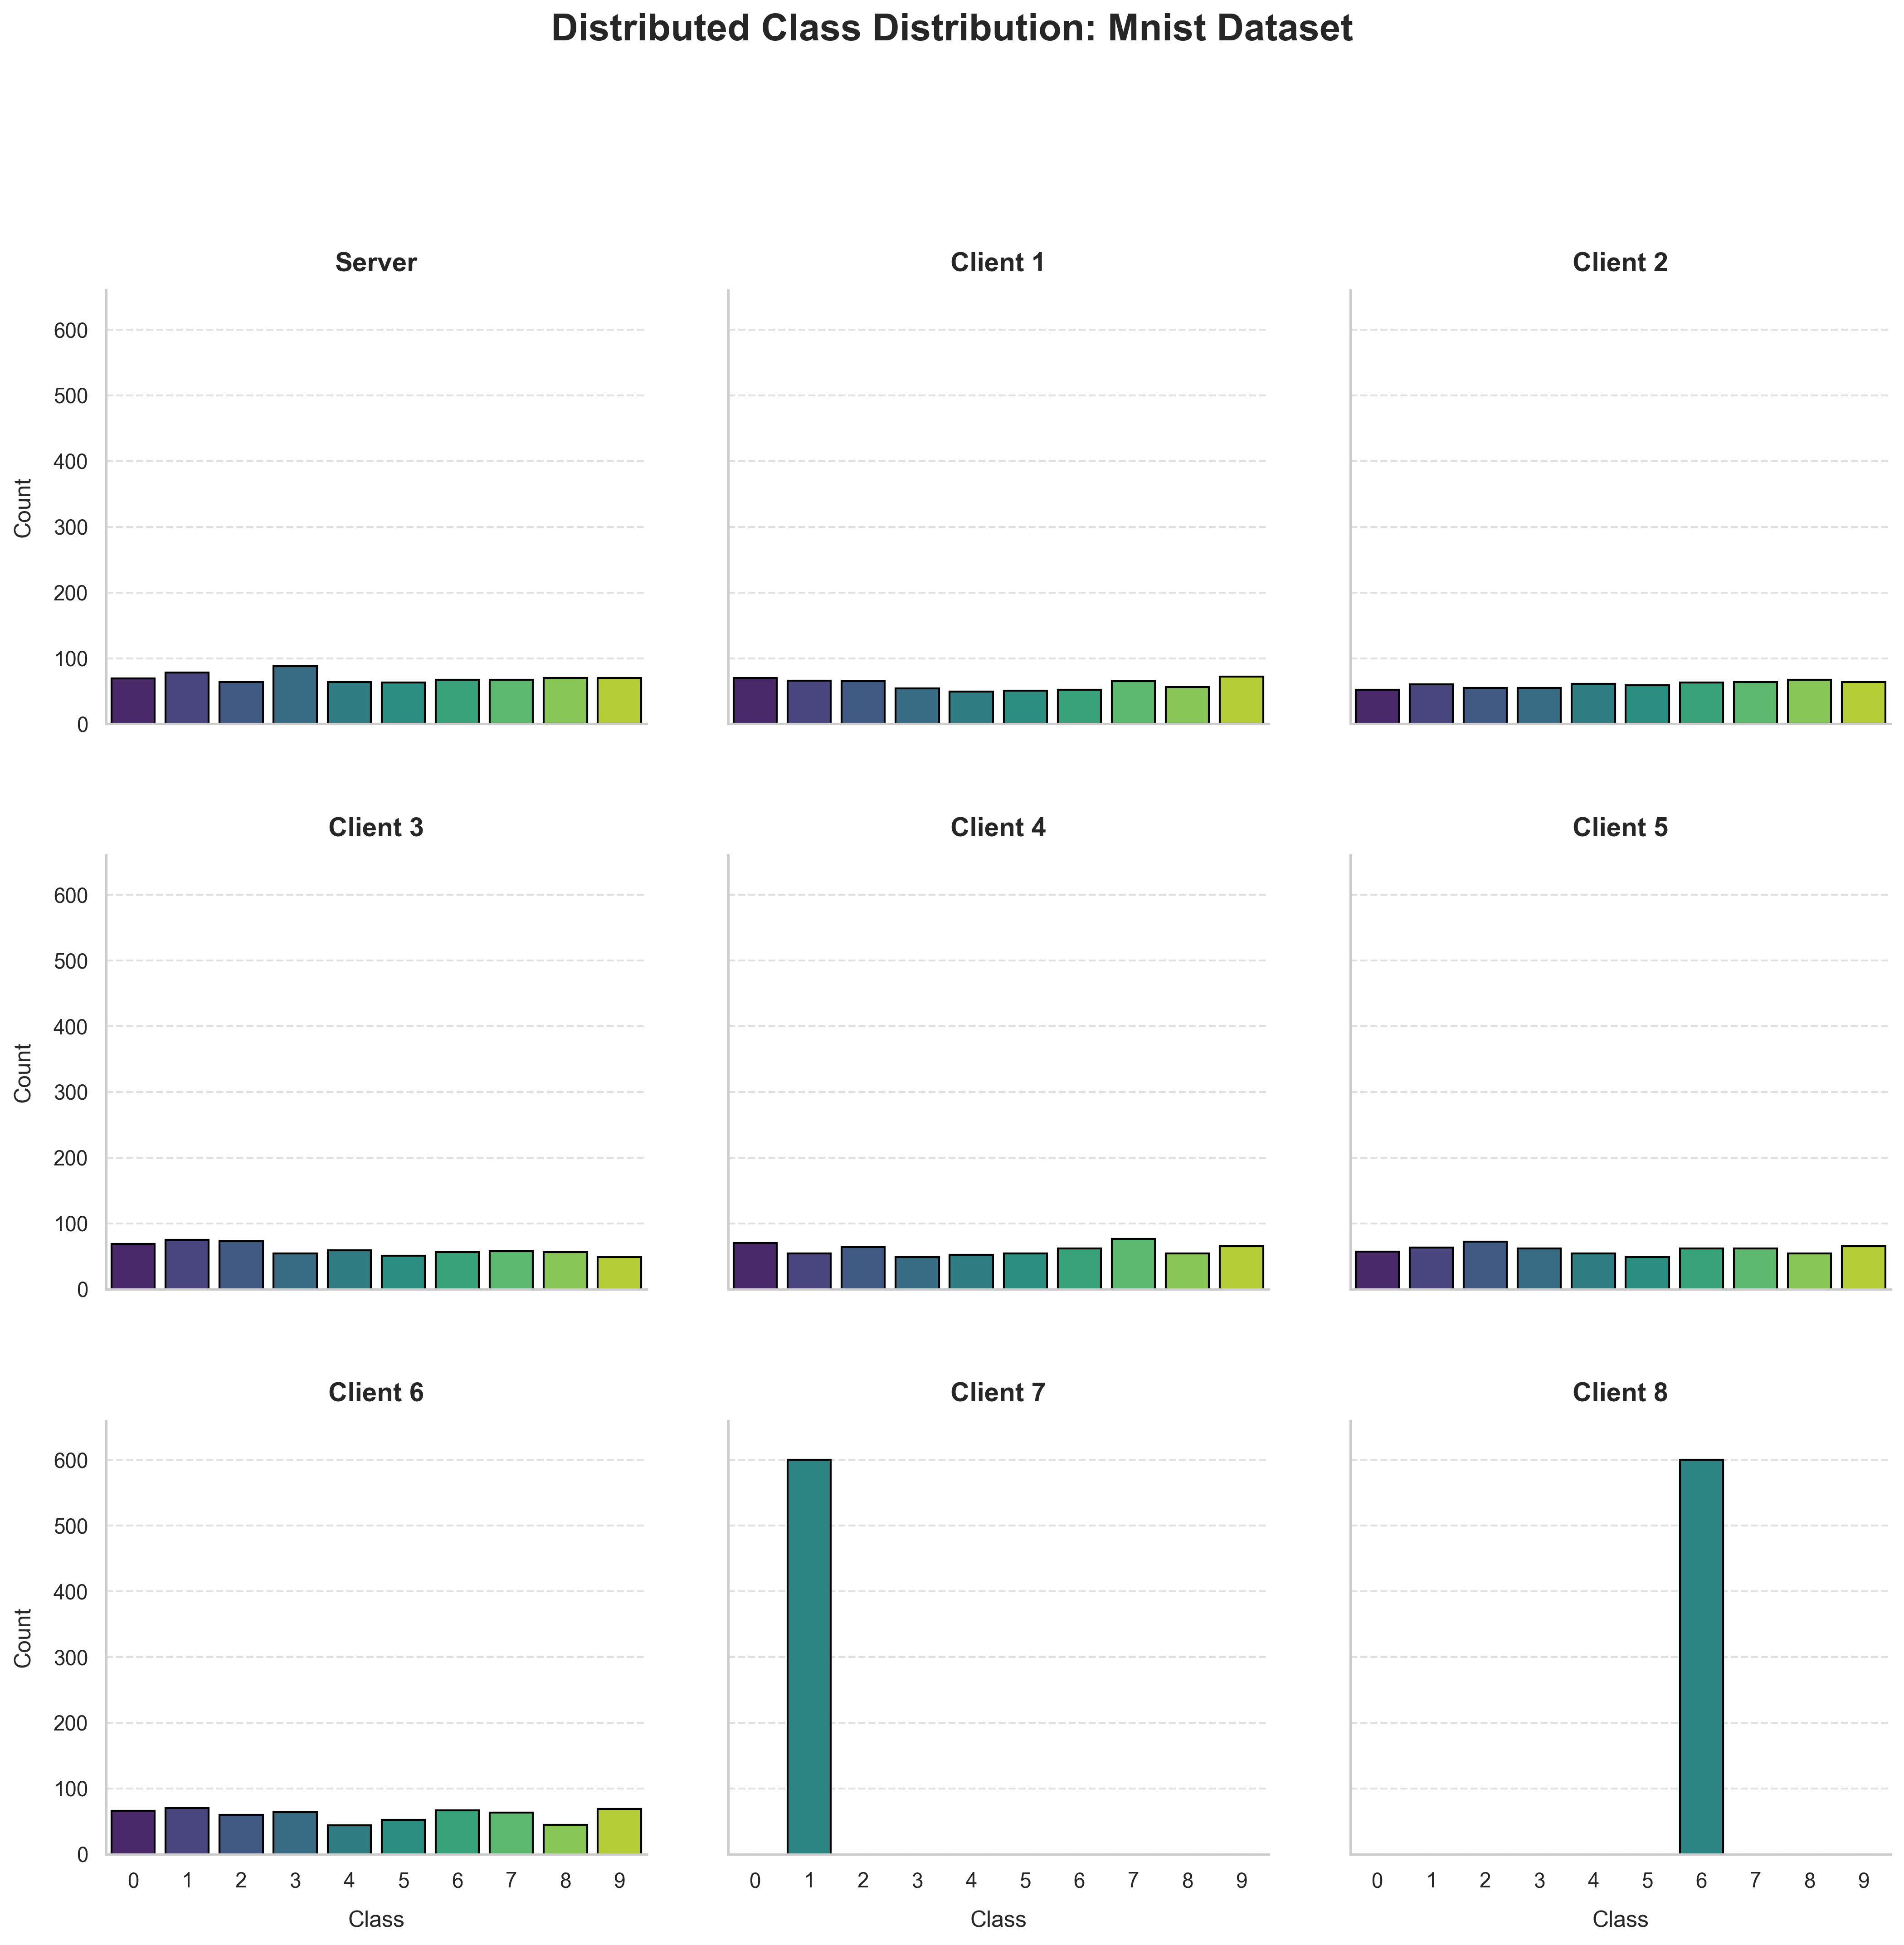 Distributed Class Distribution: Mnist Dataset
Server
Client 1
Client 2
600
500
400
300
200
100
0
Count
Client 3
Client 4
Client 5
600
500
400
300
200
100
0
Count
Client 6
Client 7
Client 8
600
500
400
300
200
100
0
Count
0 1 2 3 4 5 6 7 8 9
0 1 2 3 4 5 6 7 8 9
0 1 2 3 4 5 6 7 8 9
Class
Class
Class